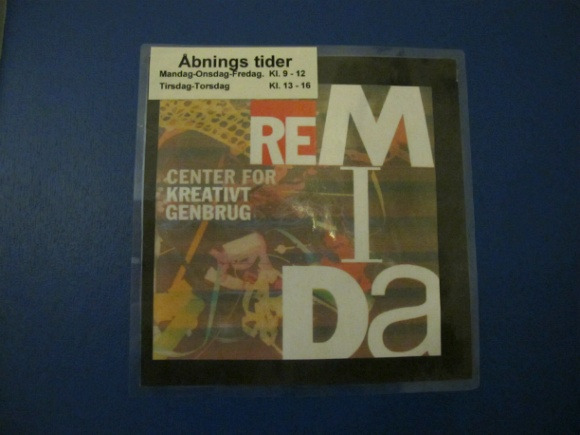 Åbnings tider
Mandag-Onsdag-Fredag. Kl. 9 - 12
Tirsdag-Torsdag Kl. 13 - 16
REMIDa
CENTER FOR
KREATIVT
GENBRUG